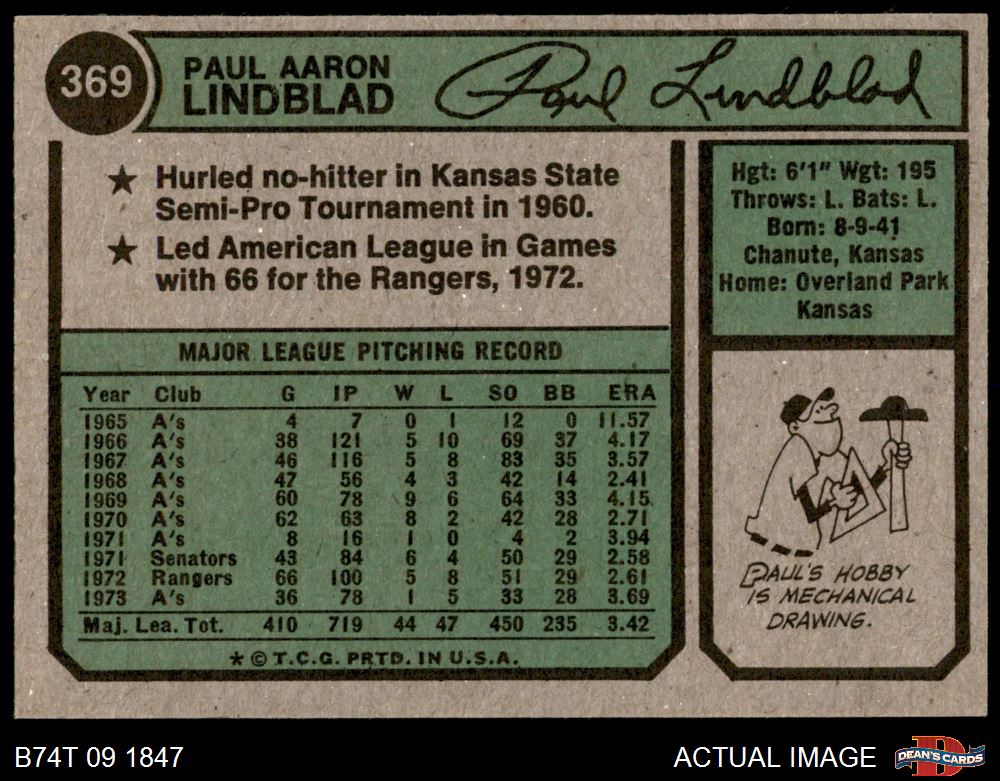 369
PAUL AARON
LINDBLAD
Paul Lindblad
★ Hurled no-hitter in Kansas State
Semi-Pro Tournament in 1960.
★ Led American League in Games
with 66 for the Rangers, 1972.
Hgt: 6'1" Wgt: 195
Throws: L. Bats: L.
Born: 8-9-41
Chanute, Kansas
Home: Overland Park
Kansas
MAJOR LEAGUE PITCHING RECORD
Year Club G IP W L SO BB ERA
1965 A's 4 7 0 1 12 0 11.57
1966 A's 38 121 5 10 69 37 4.17
1967 A's 46 116 5 8 83 35 3.57
1968 A's 47 56 4 3 42 14 2.41
1969 A's 60 78 9 6 64 33 4.15
1970 A's 62 63 8 2 42 28 2.71
1971 A's 8 16 1 0 4 2 3.94
1971 Senators 43 84 6 4 50 29 2.58
1972 Rangers 66 100 5 8 51 29 2.61
1973 A's 36 78 1 5 33 28 3.69
Maj. Lea. Tot. 410 719 44 47 450 235 3.42
* © T.C.G. PRTD. IN U.S.A.
PAUL'S HOBBY
IS MECHANICAL
DRAWING.
B74T 09 1847
ACTUAL IMAGE
D
DEAN'S CARDS